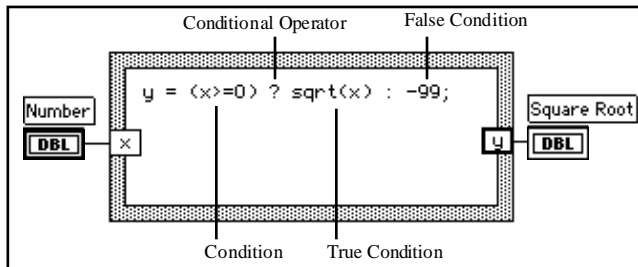 Conditional Operator
False Condition
y = (x>=0) ? sqrt(x) : -99;
Number
Square Root
DBL
x
y
DBL
Condition
True Condition